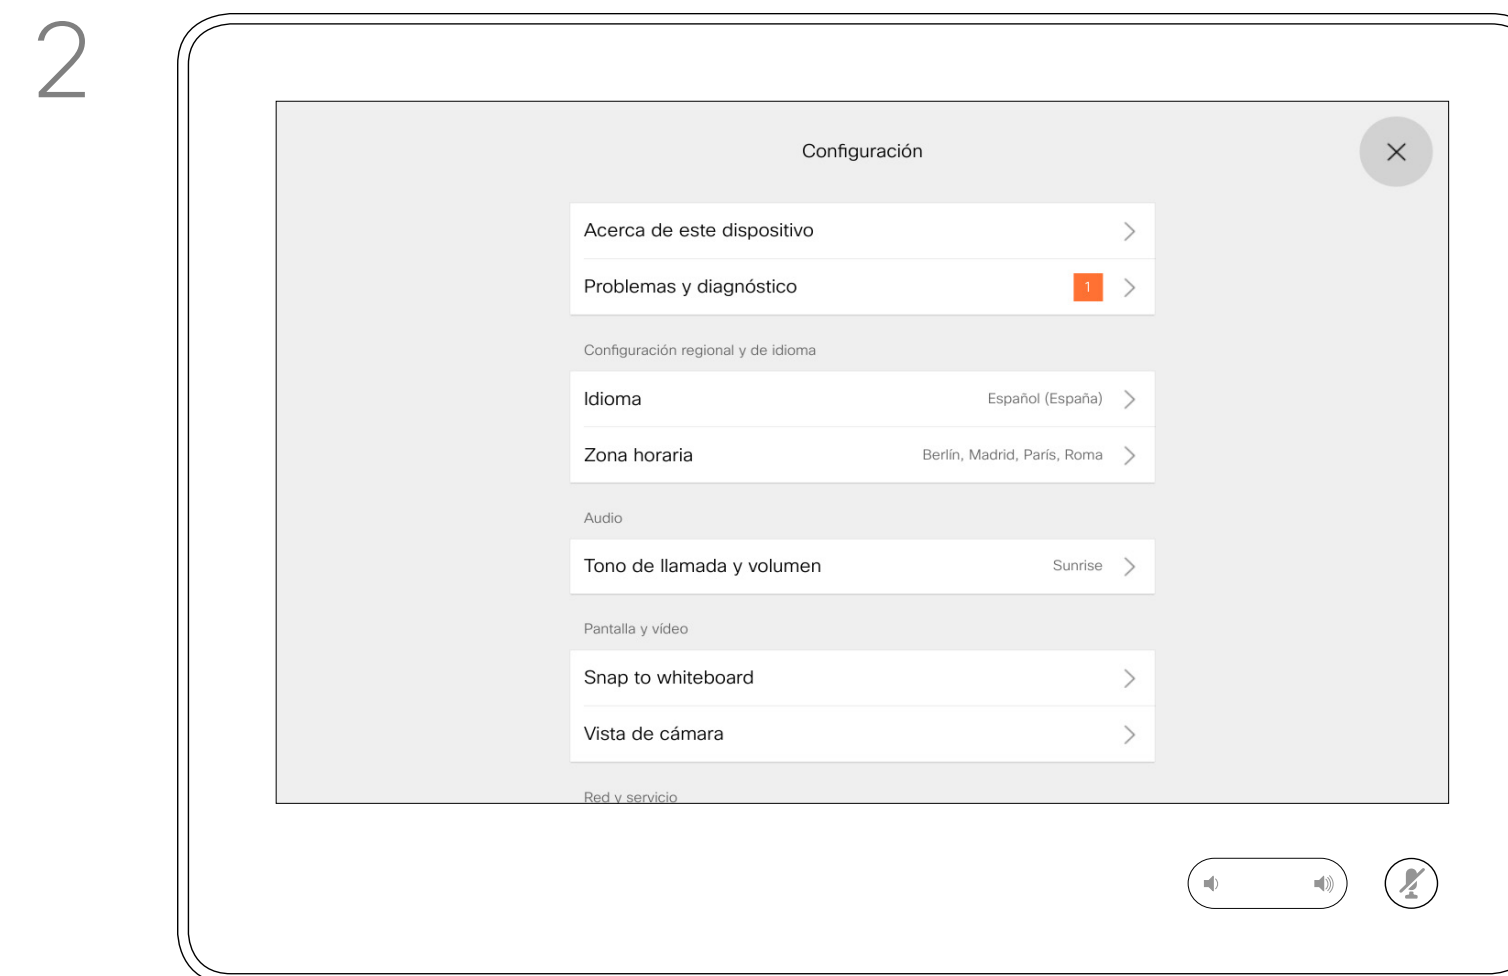 2
Configuración
Acerca de este dispositivo
Problemas y diagnóstico 1
Configuración regional y de idioma
Idioma Español (España)
Zona horaria Berlín, Madrid, París, Roma
Audio
Tono de llamada y volumen Sunrise
Pantalla y vídeo
Snap to whiteboard
Vista de cámara
Red y servicio